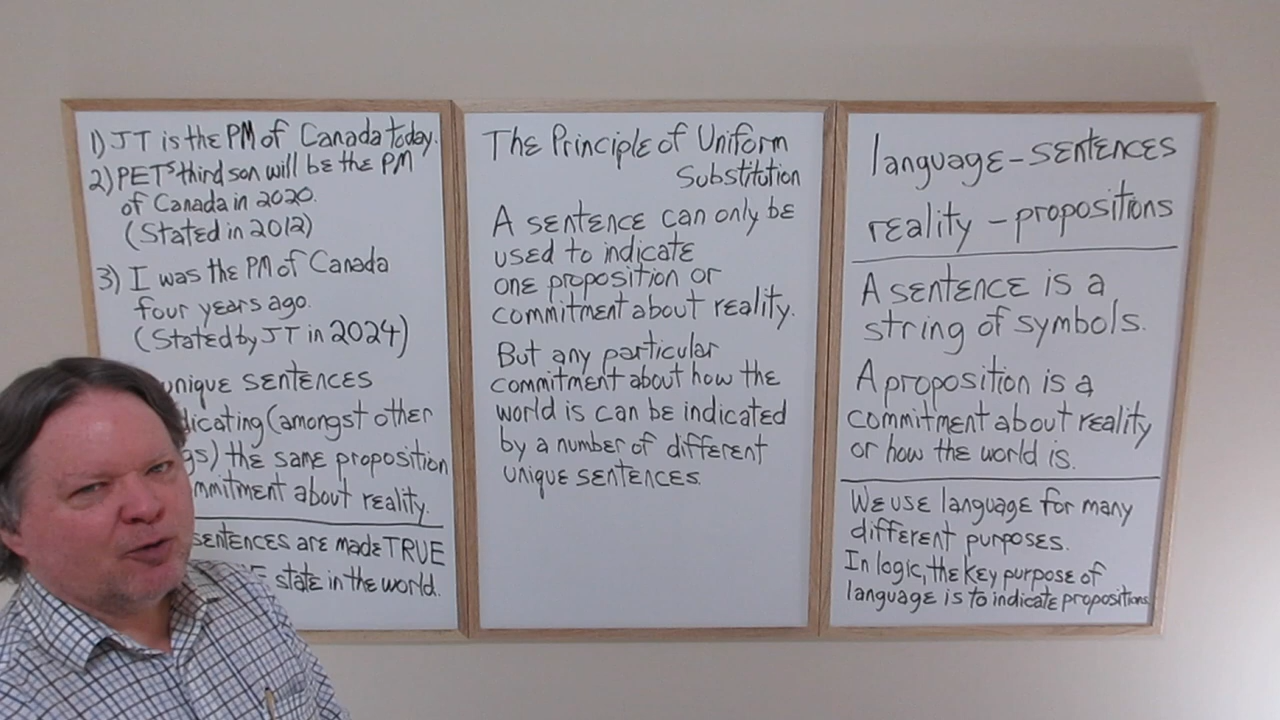 1) JT is the PM of Canada today.
2) PET's third son will be the PM
of Canada in 2020.
(Stated in 2012)
3) I was the PM of Canada
four years ago.
(Stated by JT in 2024)
unique sentences
(amongst other
the same proposition
commitment about reality.
sentences are made TRUE
state in the world.
The Principle of Uniform
Substitution
A sentence can only be
used to indicate
one proposition or
commitment about reality.
But any particular
commitment about how the
world is can be indicated
by a number of different
unique sentences.
language - sentences
reality - propositions
A sentence is a
string of symbols.
A proposition is a
commitment about reality
or how the world is.
We use language for many
different purposes.
In logic, the key purpose of
language is to indicate propositions.